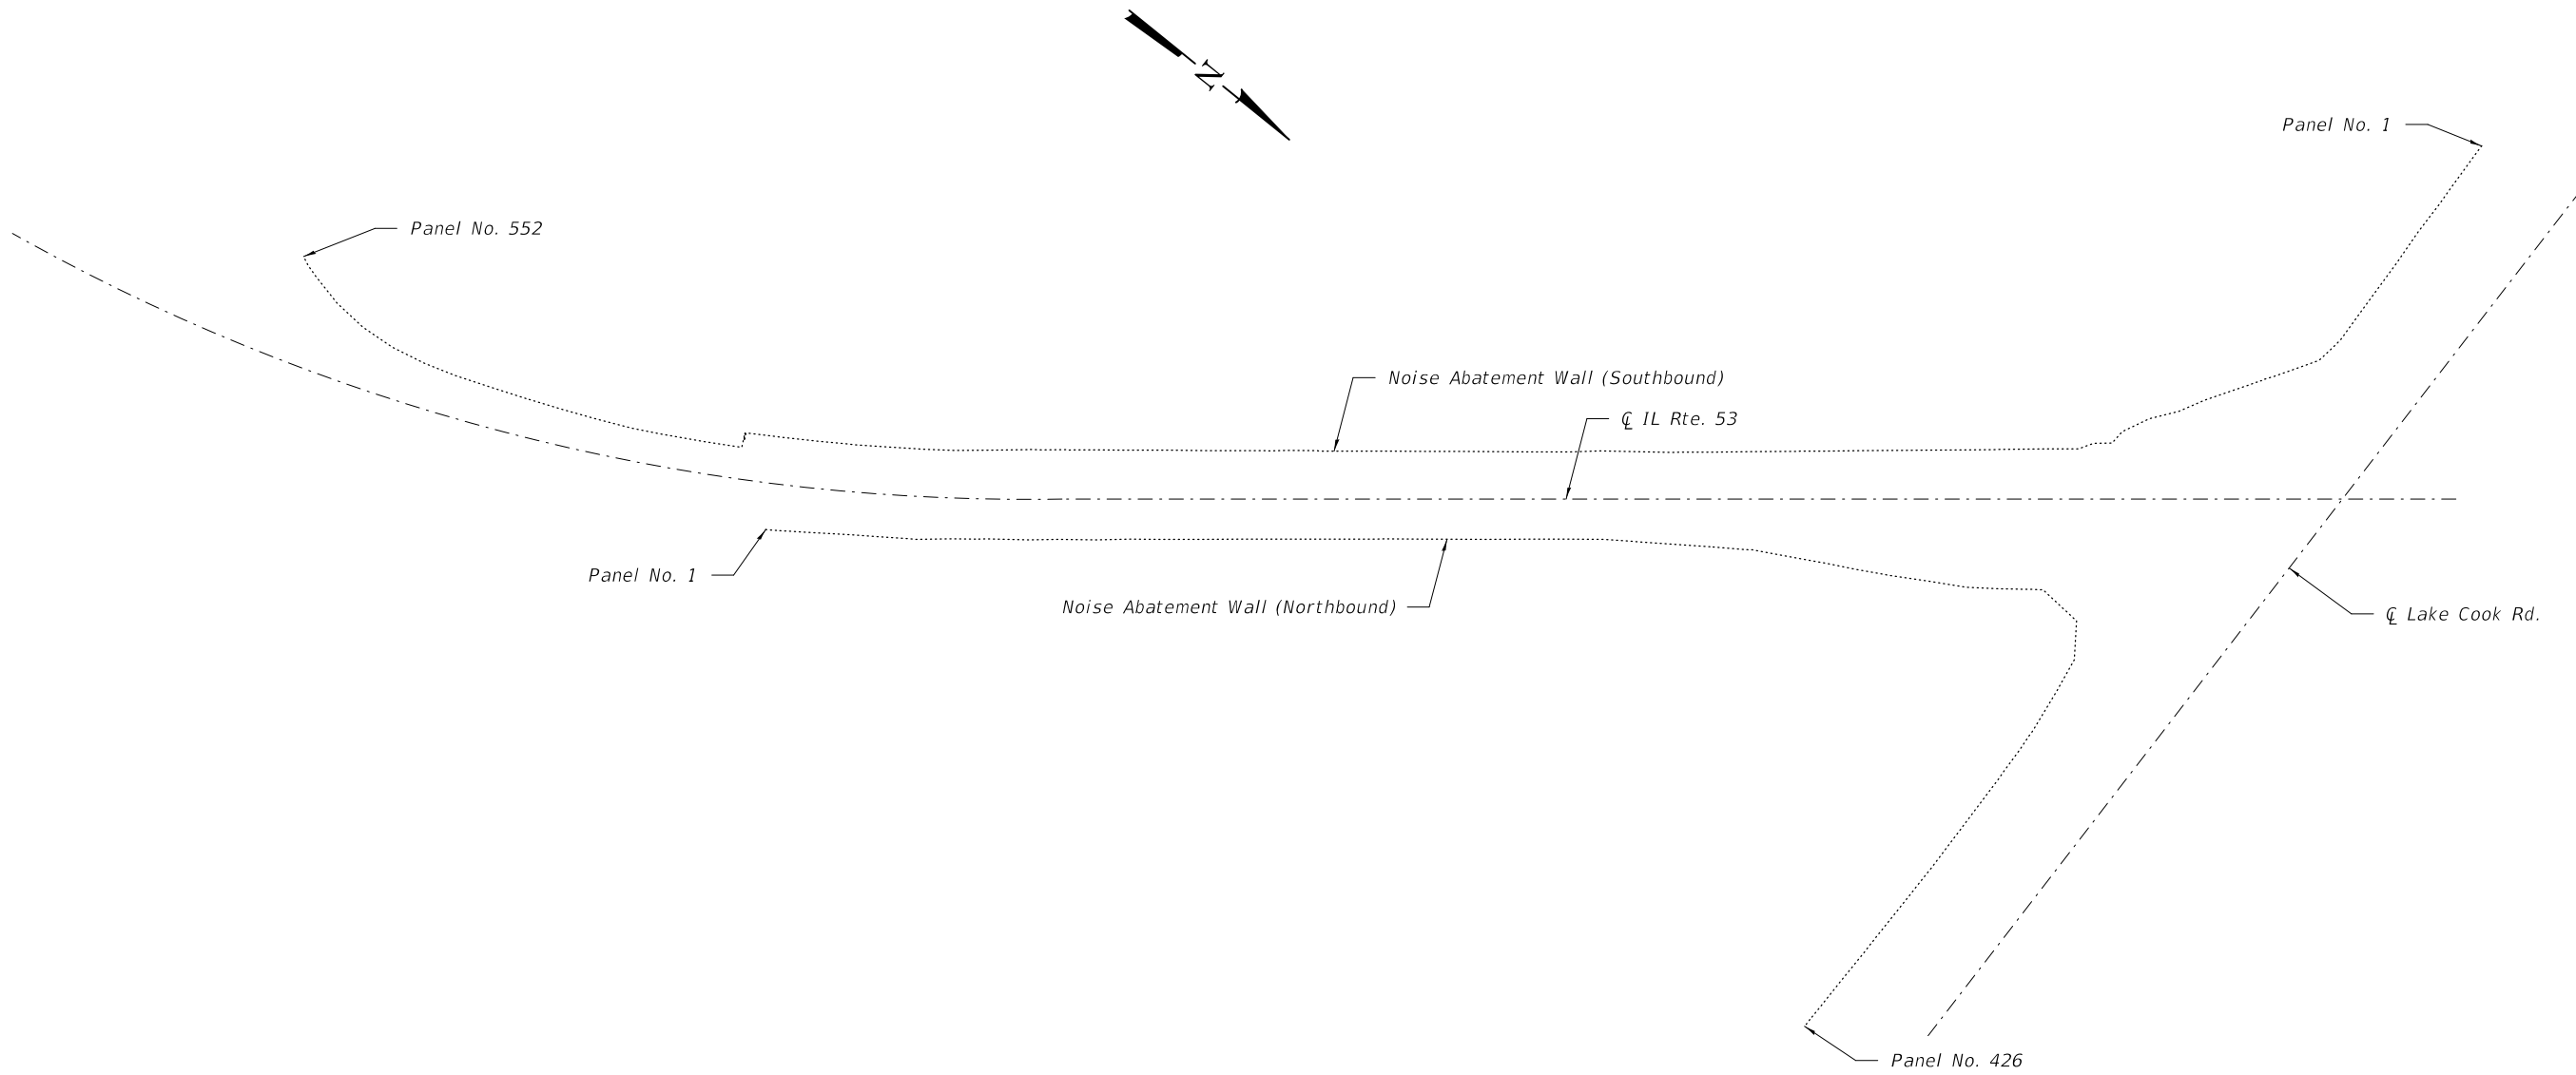 N
Panel No. 1
Panel No. 552
Noise Abatement Wall (Southbound)
℄ IL Rte. 53
Panel No. 1
Noise Abatement Wall (Northbound)
℄ Lake Cook Rd.
Panel No. 426